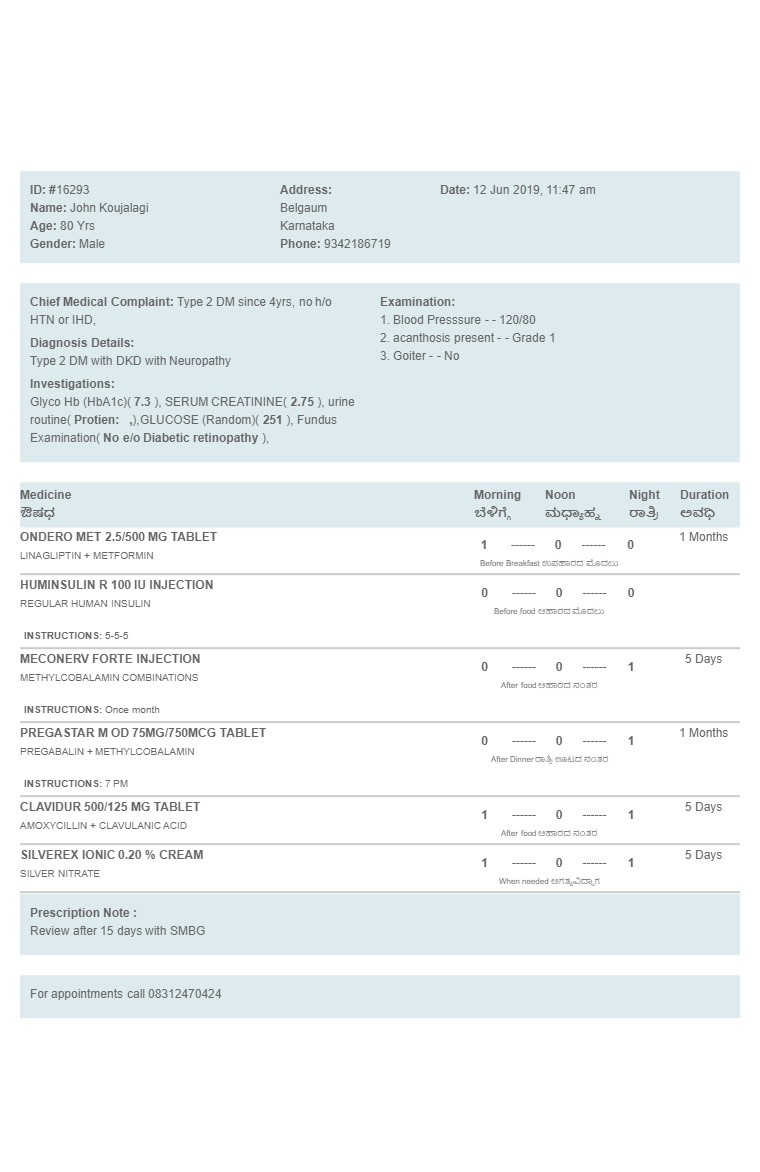 ID: #16293
Name: John Koujalagi
Age: 80 Yrs
Gender: Male
Address:
Belgaum
Karnataka
Phone: 9342186719
Date: 12 Jun 2019, 11:47 am
Chief Medical Complaint: Type 2 DM since 4yrs, no h/o
HTN or IHD,
Diagnosis Details:
Type 2 DM with DKD with Neuropathy
Investigations:
Glyco Hb (HbA1c)( 7.3 ), SERUM CREATININE( 2.75 ), urine
routine( Protien: ,),GLUCOSE (Random)( 251 ), Fundus
Examination( No e/o Diabetic retinopathy ),
Examination:
1. Blood Presssure - - 120/80
2. acanthosis present - - Grade 1
3. Goiter - - No
Medicine Morning Noon Night Duration
ಔಷಧ ಬೆಳಿಗ್ಗೆ ಮಧ್ಯಾಹ್ನ ರಾತ್ರಿ ಅವಧಿ
ONDERO MET 2.5/500 MG TABLET 1 ------ 0 ------ 0 1 Months
LINAGLIPTIN + METFORMIN Before Breakfast ಉಪಹಾರದ ಮೊದಲು
HUMINSULIN R 100 IU INJECTION 0 ------ 0 ------ 0
REGULAR HUMAN INSULIN Before food ಆಹಾರದ ಮೊದಲು
INSTRUCTIONS: 5-5-5
MECONERV FORTE INJECTION 0 ------ 0 ------ 1 5 Days
METHYLCOBALAMIN COMBINATIONS After food ಆಹಾರದ ನಂತರ
INSTRUCTIONS: Once month
PREGASTAR M OD 75MG/750MCG TABLET 0 ------ 0 ------ 1 1 Months
PREGABALIN + METHYLCOBALAMIN After Dinner ರಾತ್ರಿ ಊಟದ ನಂತರ
INSTRUCTIONS: 7 PM
CLAVIDUR 500/125 MG TABLET 1 ------ 0 ------ 1 5 Days
AMOXYCILLIN + CLAVULANIC ACID After food ಆಹಾರದ ನಂತರ
SILVEREX IONIC 0.20 % CREAM 1 ------ 0 ------ 1 5 Days
SILVER NITRATE When needed ಅಗತ್ಯವಿದ್ದಾಗ
Prescription Note :
Review after 15 days with SMBG
For appointments call 08312470424